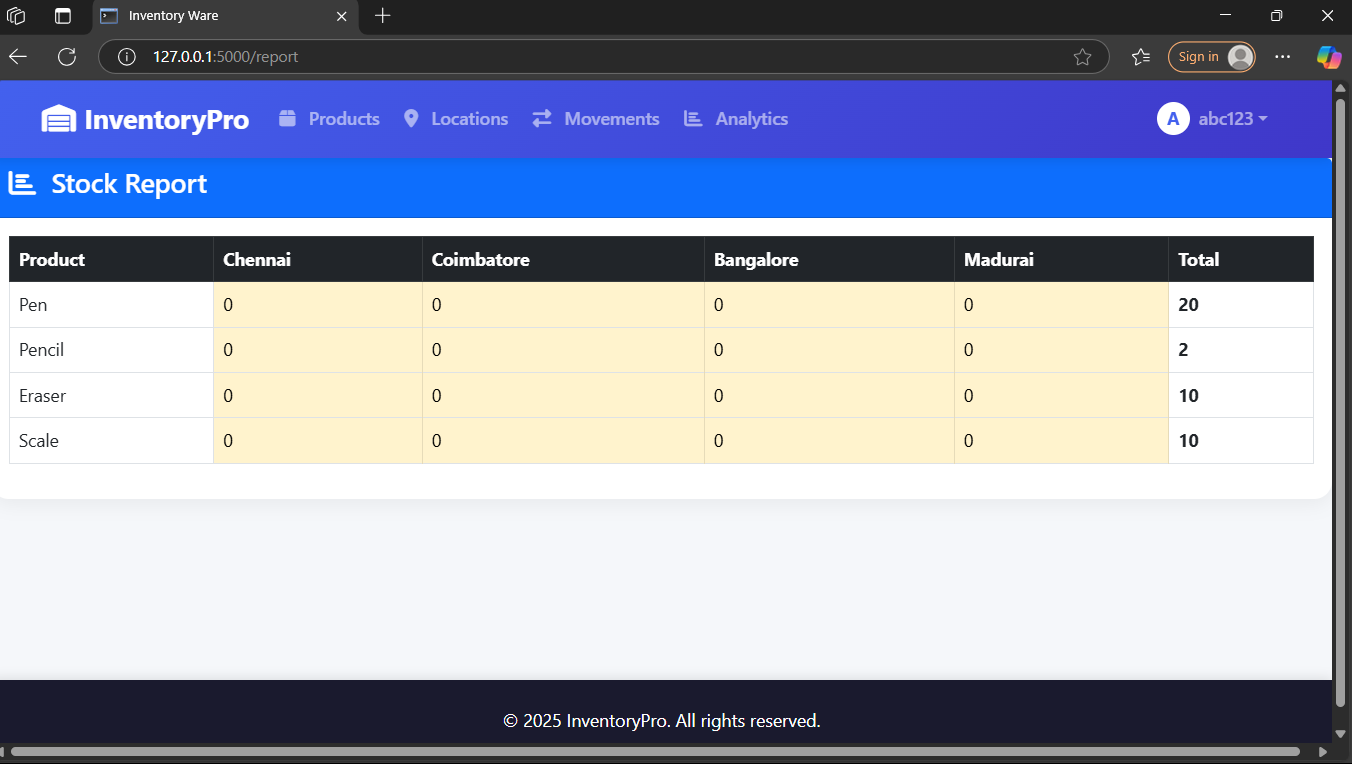 Inventory Ware
127.0.0.1:5000/report
Sign in
InventoryPro Products Locations Movements Analytics A abc123
Stock Report
Product Chennai Coimbatore Bangalore Madurai Total
Pen 0 0 0 0 20
Pencil 0 0 0 0 2
Eraser 0 0 0 0 10
Scale 0 0 0 0 10
© 2025 InventoryPro. All rights reserved.